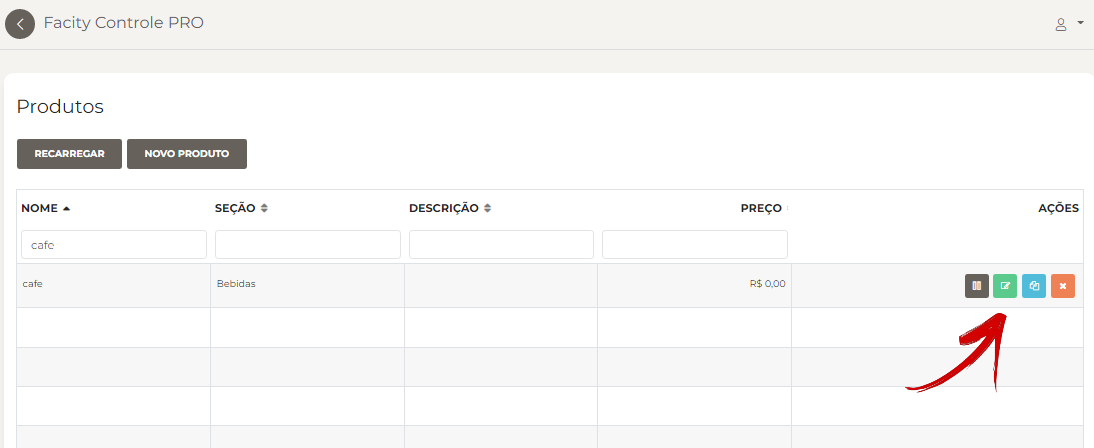 Facity Controle PRO
Produtos
RECARREGAR NOVO PRODUTO
NOME SEÇÃO DESCRIÇÃO PREÇO AÇÕES
cafe
cafe Bebidas R$ 0,00